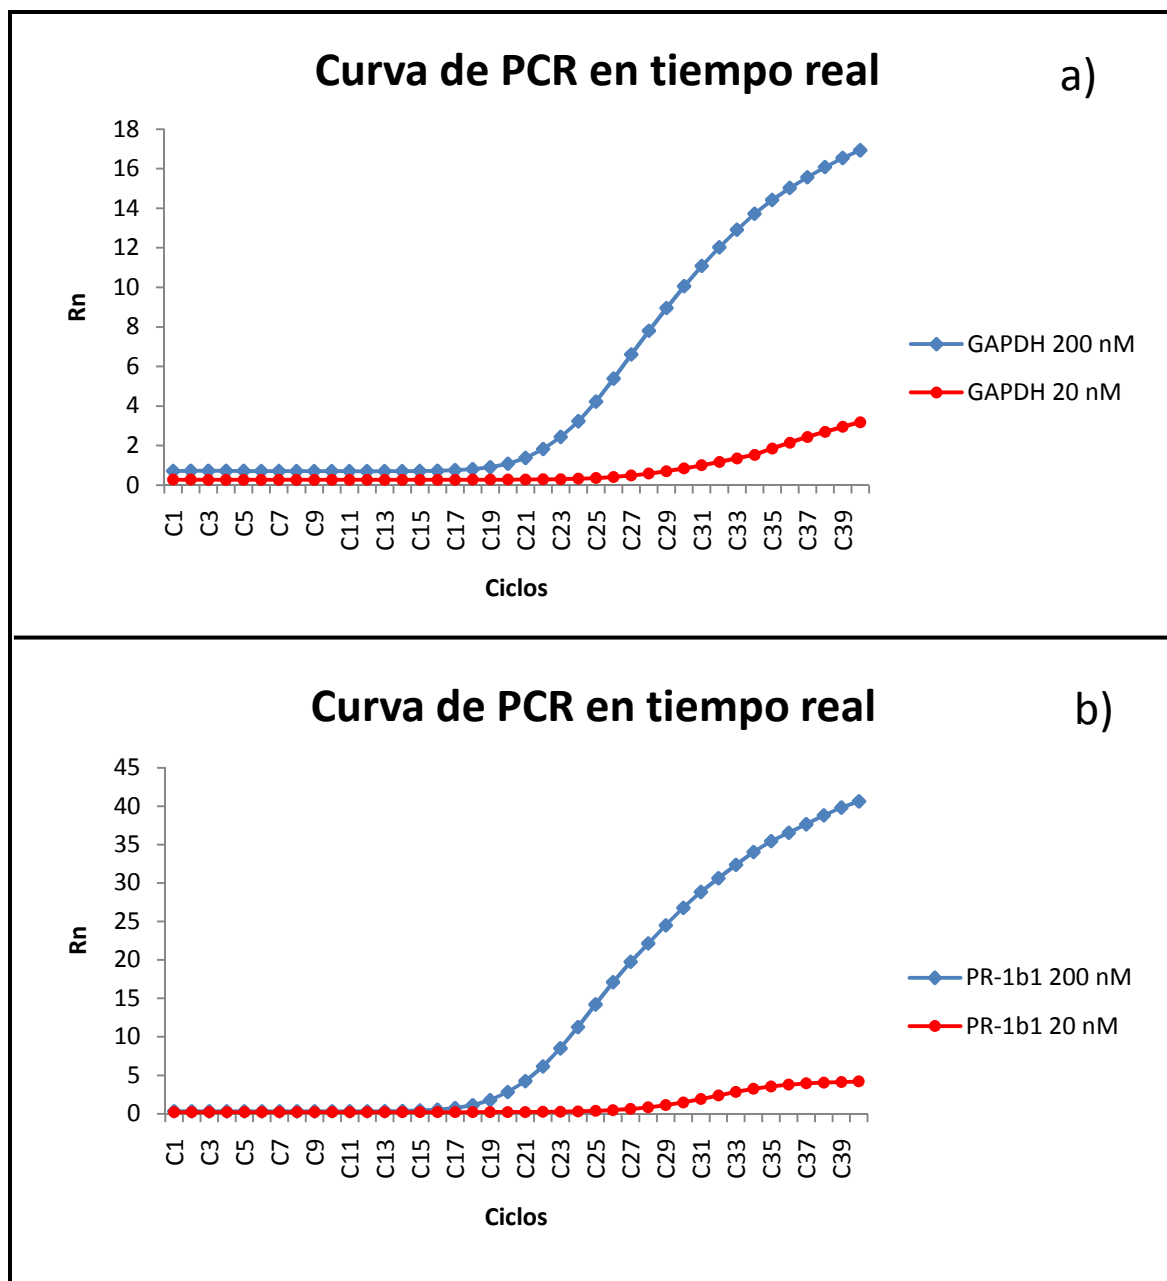 Curva de PCR en tiempo real
a)
18
16
14
12
10
8
6
4
2
0
Rn
C1
C3
C5
C7
C9
C11
C13
C15
C17
C19
C21
C23
C25
C27
C29
C31
C33
C35
C37
C39
Ciclos
GAPDH 200 nM
GAPDH 20 nM
Curva de PCR en tiempo real
b)
45
40
35
30
25
20
15
10
5
0
Rn
C1
C3
C5
C7
C9
C11
C13
C15
C17
C19
C21
C23
C25
C27
C29
C31
C33
C35
C37
C39
Ciclos
PR-1b1 200 nM
PR-1b1 20 nM